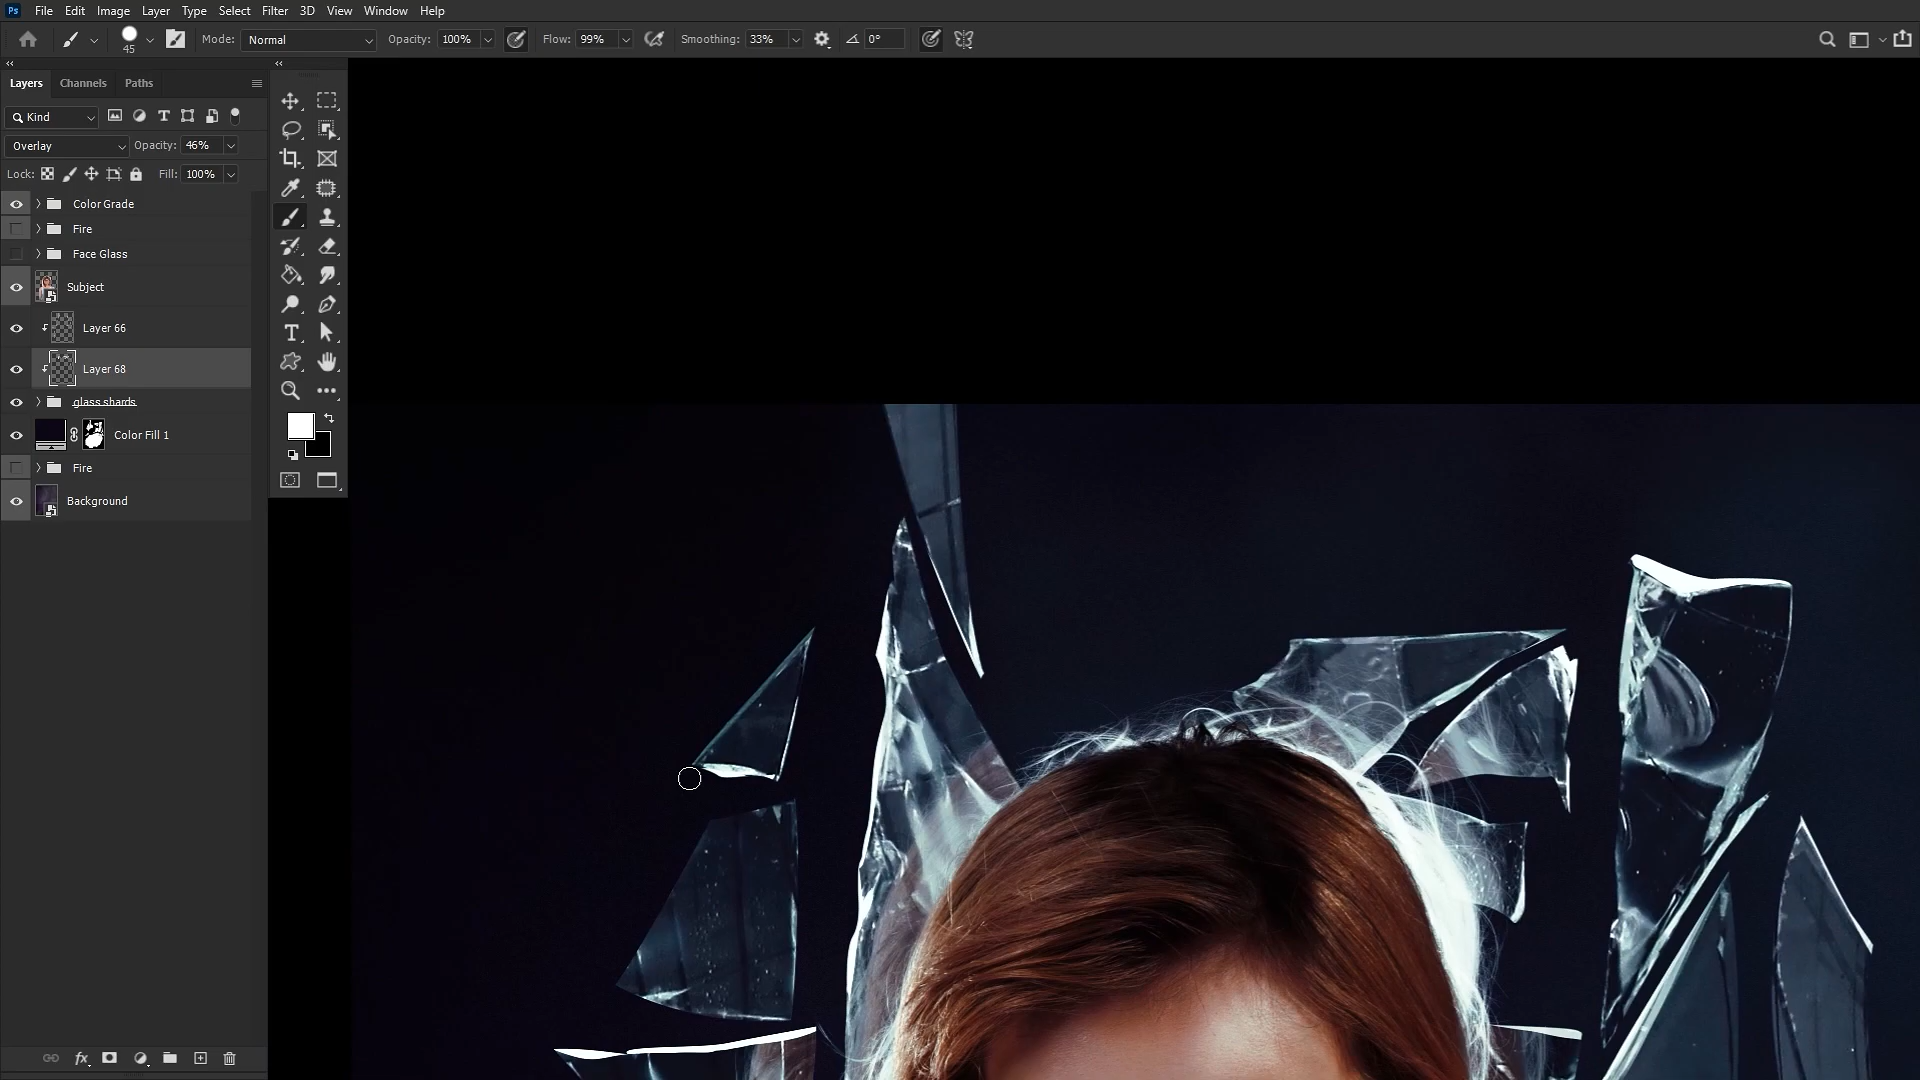 Ps File Edit Image Layer Type Select Filter 3D View Window Help
45 Mode: Normal Opacity: 100% Flow: 99% Smoothing: 33% 0°
Layers Channels Paths
Kind
Overlay Opacity: 46%
Lock: Fill: 100%
Color Grade
Fire
Face Glass
Subject
Layer 66
Layer 68
glass shards
Color Fill 1
Fire
Background
fx